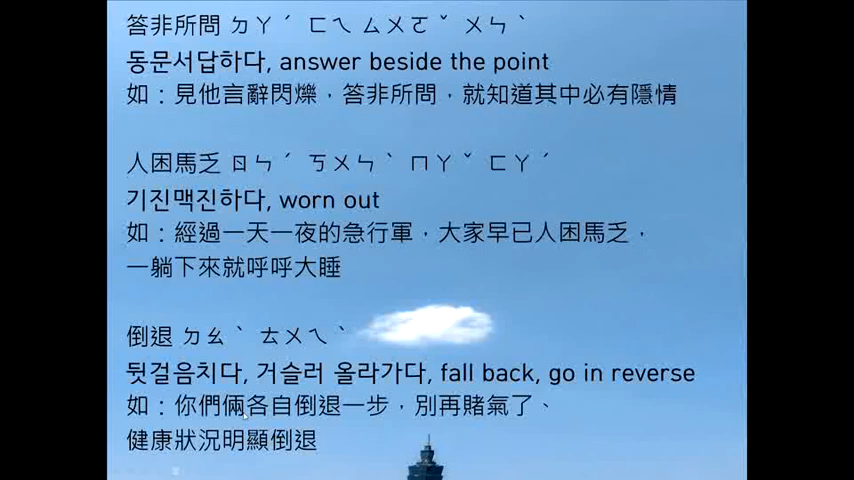 答非所問 ㄉㄚˊ ㄈㄟ ㄙㄨㄛˇ ㄨㄣˋ
동문서답하다, answer beside the point
如：見他言辭閃爍，答非所問，就知道其中必有隱情
人困馬乏 ㄖㄣˊ ㄎㄨㄣˋ ㄇㄚˇ ㄈㄚˊ
기진맥진하다, worn out
如：經過一天一夜的急行軍，大家早已人困馬乏，
一躺下來就呼呼大睡
倒退 ㄉㄠˋ ㄊㄨㄟˋ
뒷걸음치다, 거슬러 올라가다, fall back, go in reverse
如：你們倆各自倒退一步，別再賭氣了、
健康狀況明顯倒退